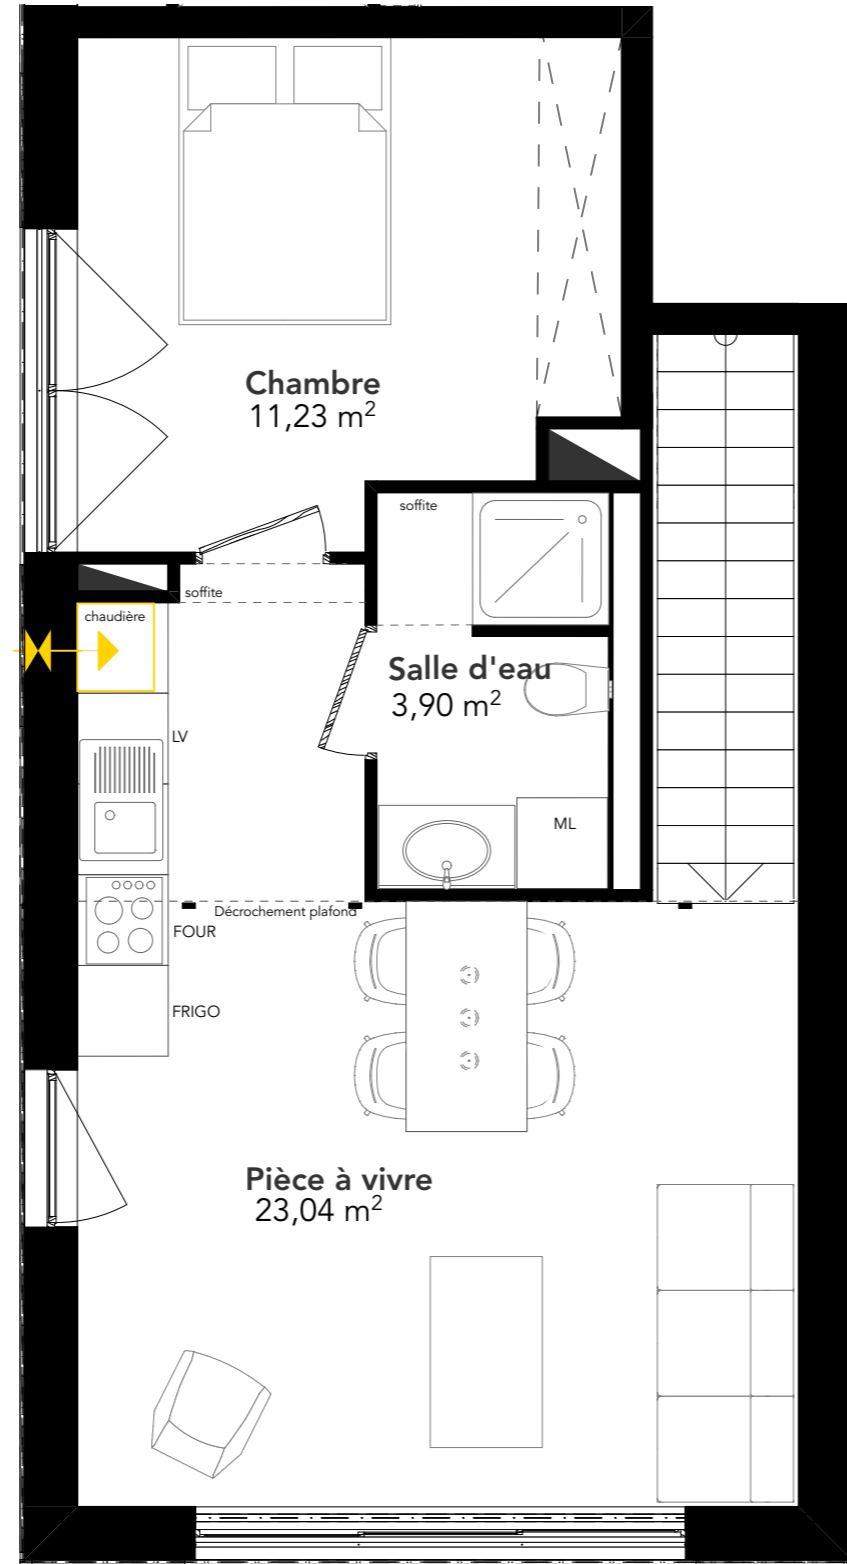 Chambre
11,23 m²
soffite
soffite
chaudière
Salle d'eau
3,90 m²
LV
ML
Décrochement plafond
FOUR
FRIGO
Pièce à vivre
23,04 m²